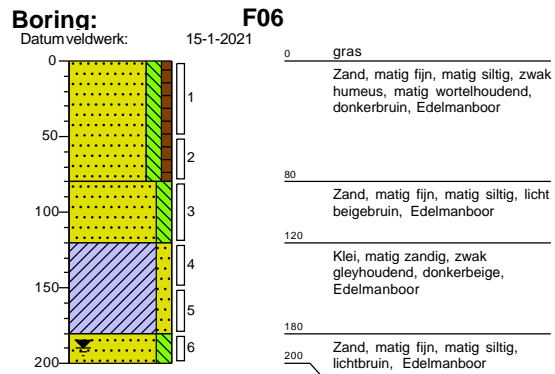 Boring: F06
Datum veldwerk: 15-1-2021
0
50
100
150
200
1
2
3
4
5
6
0 gras
Zand, matig fijn, matig siltig, zwak
humeus, matig wortelhoudend,
donkerbruin, Edelmanboor
80
Zand, matig fijn, matig siltig, licht
beigebruin, Edelmanboor
120
Klei, matig zandig, zwak
gleyhoudend, donkerbeige,
Edelmanboor
180
Zand, matig fijn, matig siltig,
lichtbruin, Edelmanboor
200